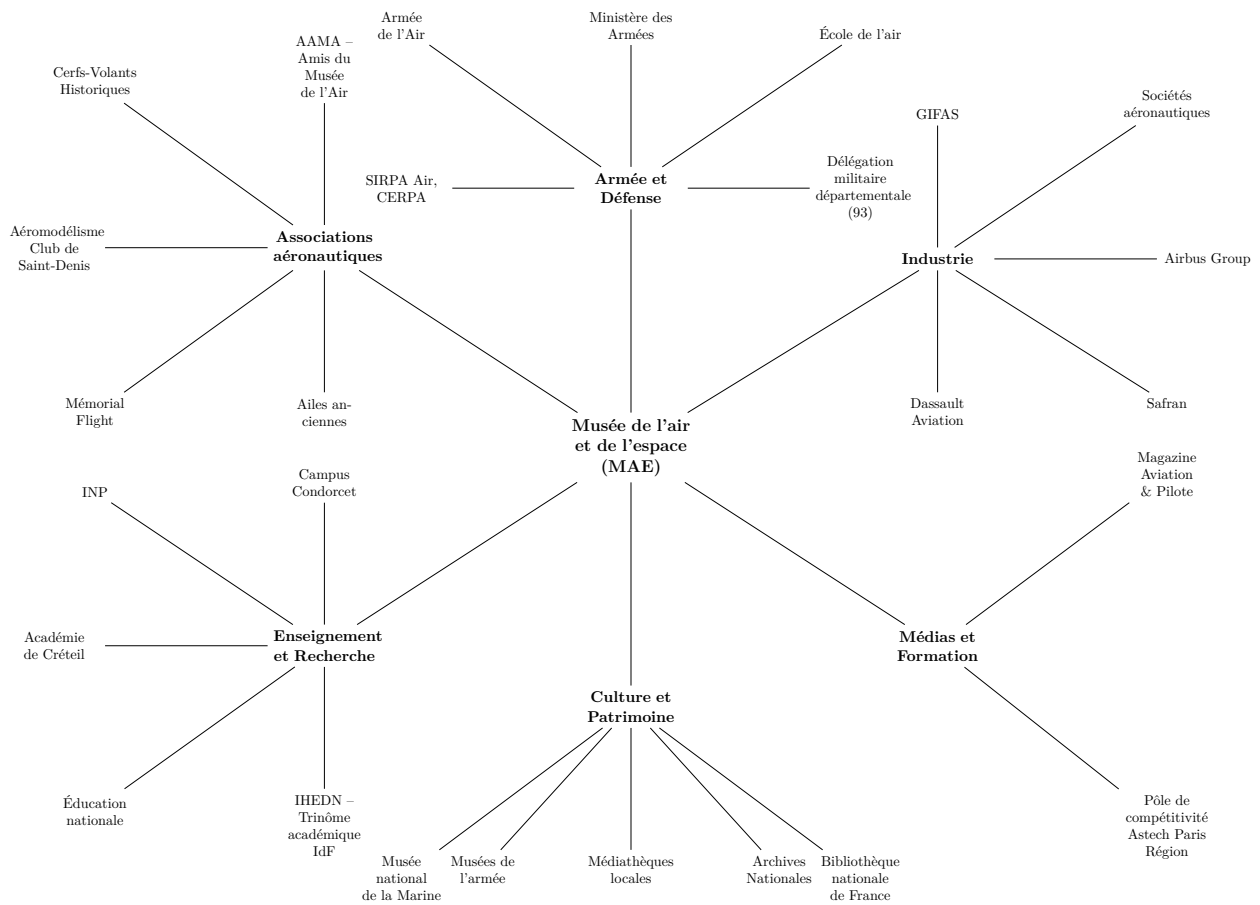 Armée
de l'Air
Ministère des
Armées
École de l'air
AAMA –
Amis du
Musée
de l'Air
Cerfs-Volants
Historiques
GIFAS
Sociétés
aéronautiques
SIRPA Air,
CERPA
Armée et
Défense
Délégation
militaire
départementale
(93)
Aéromodélisme
Club de
Saint-Denis
Associations
aéronautiques
Industrie
Airbus Group
Mémorial
Flight
Ailes an-
ciennes
Dassault
Aviation
Safran
Musée de l'air
et de l'espace
(MAE)
INP
Campus
Condorcet
Magazine
Aviation
& Pilote
Académie
de Créteil
Enseignement
et Recherche
Médias et
Formation
Culture et
Patrimoine
Éducation
nationale
IHEDN –
Trinôme
académique
IdF
Pôle de
compétitivité
Astech Paris
Région
Musée
national
de la Marine
Musées de
l'armée
Médiathèques
locales
Archives
Nationales
Bibliothèque
nationale
de France